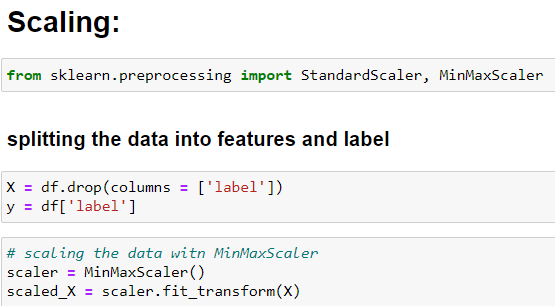 Scaling:
from sklearn.preprocessing import StandardScaler, MinMaxScaler
splitting the data into features and label
X = df.drop(columns = ['label'])
y = df['label']
# scaling the data witn MinMaxScaler
scaler = MinMaxScaler()
scaled_X = scaler.fit_transform(X)